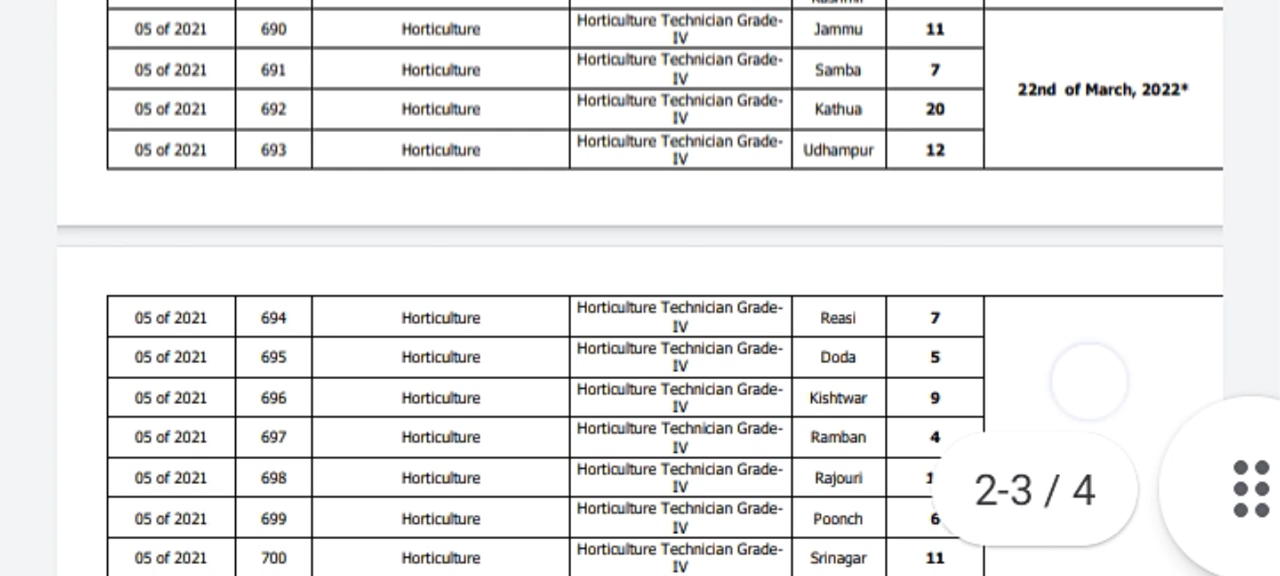 05 of 2021 690 Horticulture Horticulture Technician Grade-IV Jammu 11
05 of 2021 691 Horticulture Horticulture Technician Grade-IV Samba 7
22nd of March, 2022*
05 of 2021 692 Horticulture Horticulture Technician Grade-IV Kathua 20
05 of 2021 693 Horticulture Horticulture Technician Grade-IV Udhampur 12
05 of 2021 694 Horticulture Horticulture Technician Grade-IV Reasi 7
05 of 2021 695 Horticulture Horticulture Technician Grade-IV Doda 5
05 of 2021 696 Horticulture Horticulture Technician Grade-IV Kishtwar 9
05 of 2021 697 Horticulture Horticulture Technician Grade-IV Ramban 4
05 of 2021 698 Horticulture Horticulture Technician Grade-IV Rajouri
2-3 / 4
05 of 2021 699 Horticulture Horticulture Technician Grade-IV Poonch 6
05 of 2021 700 Horticulture Horticulture Technician Grade-IV Srinagar 11